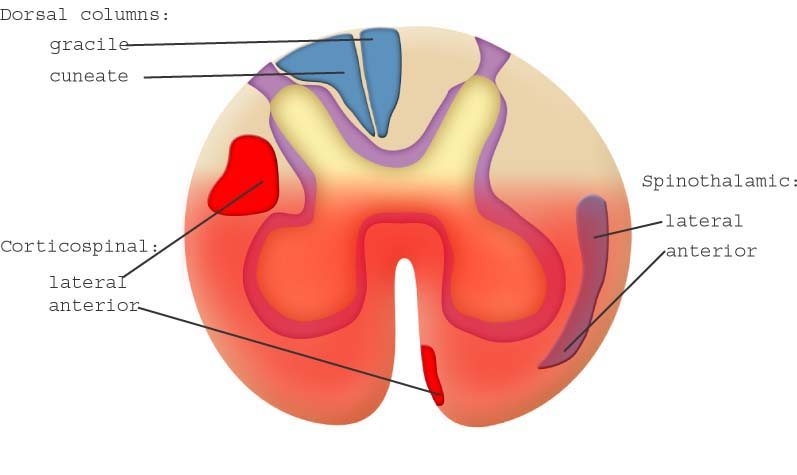 Dorsal columns:
gracile
cuneate
Corticospinal:
lateral
anterior
Spinothalamic:
lateral
anterior